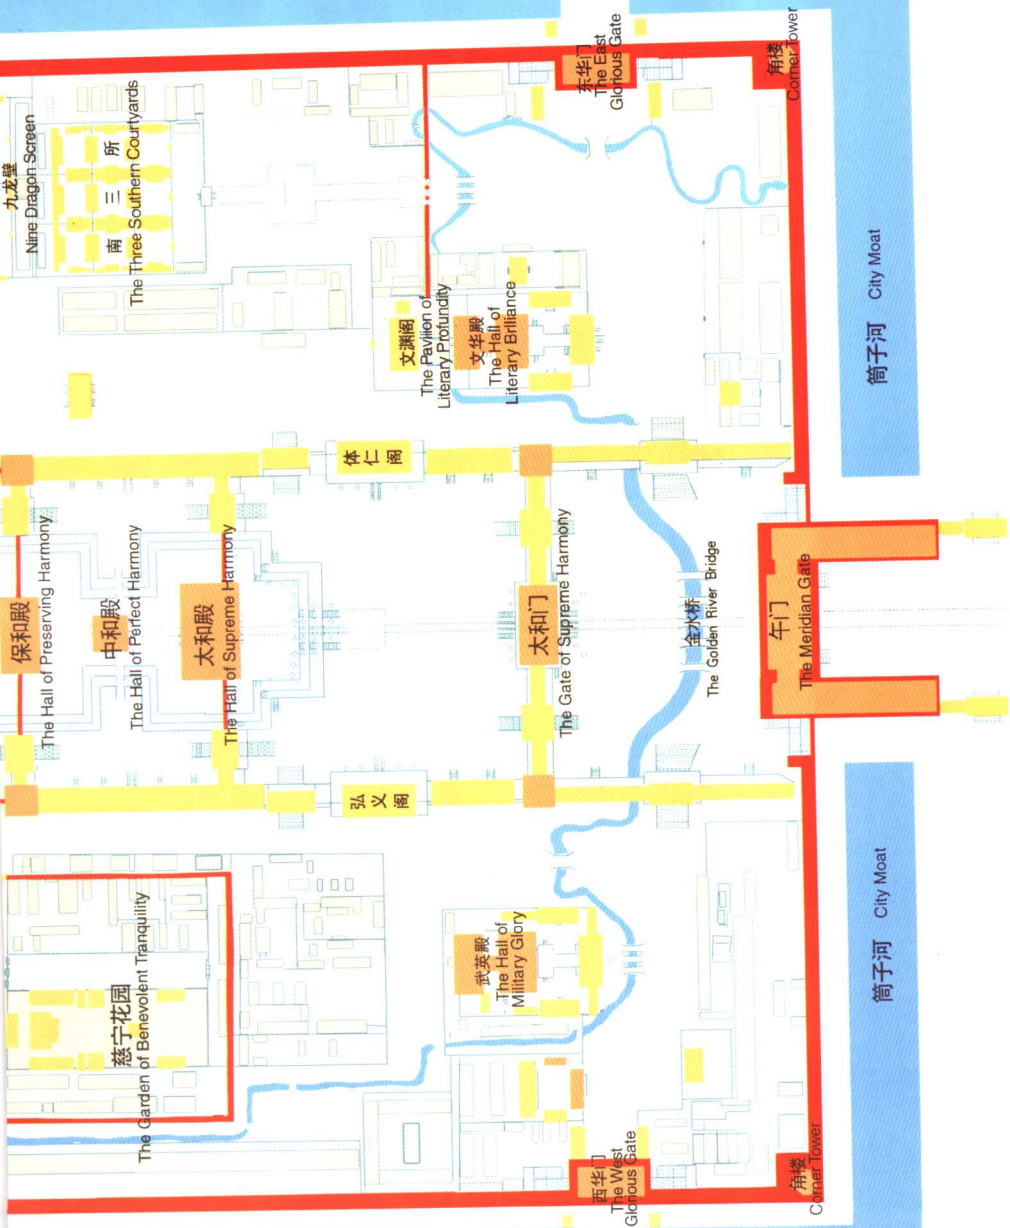 九龙壁
Nine Dragon Screen
南三所
The Three Southern Courtyards
保和殿
The Hall of Preserving Harmony
中和殿
The Hall of Perfect Harmony
慈宁花园
The Garden of Benevolent Tranquility
太和殿
The Hall of Supreme Harmony
弘义阁
体仁阁
文渊阁
The Pavilion of
Literary Profundity
文华殿
The Hall of
Literary Brlliance
武英殿
The Hall of
Military Glory
太和门
The Gate of Supreme Harmony
西华门
The West
Glorious Gate
东华门
The East
Glorious Gate
金水桥
The Golden River Bridge
午门
The Meridian Gate
角楼
Corner Tower
角楼
Corner Tower
筒子河 City Moat
筒子河 City Moat